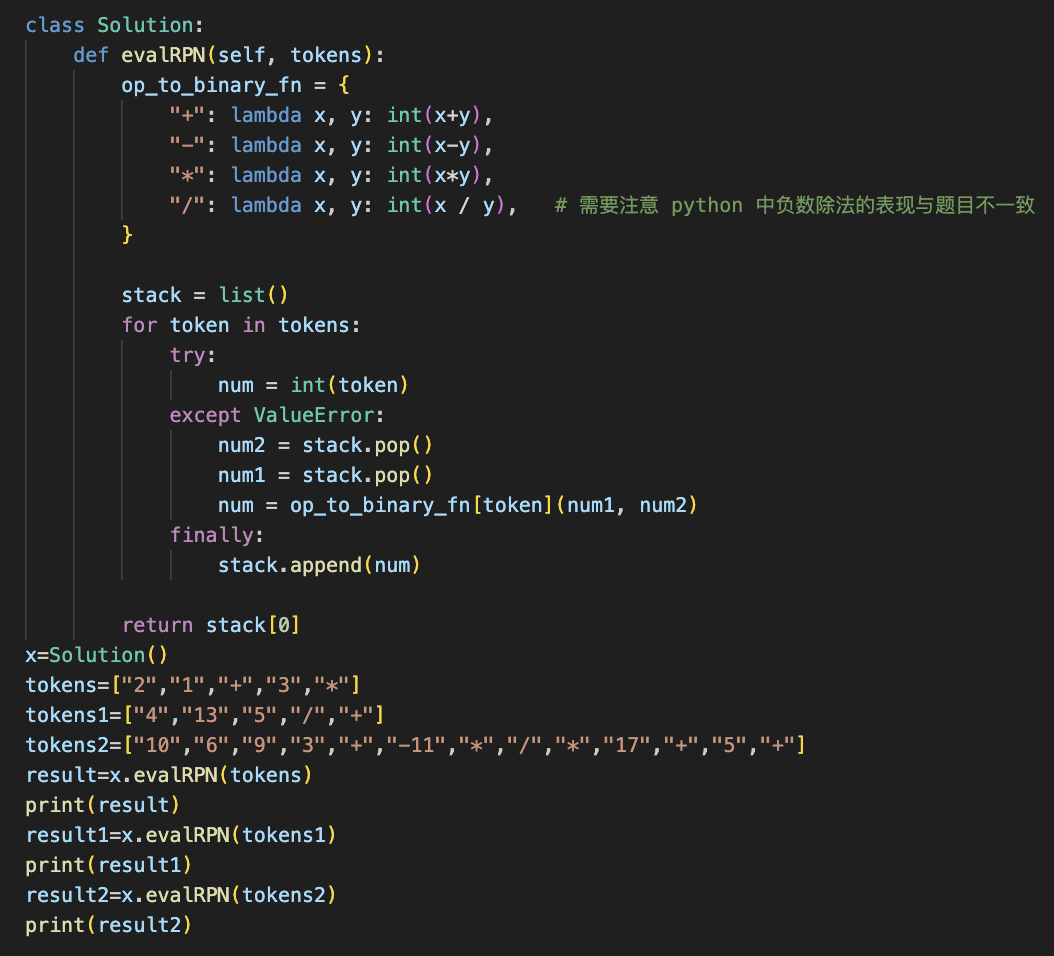 class Solution:
    def evalRPN(self, tokens):
        op_to_binary_fn = {
            "+": lambda x, y: int(x+y),
            "-": lambda x, y: int(x-y),
            "*": lambda x, y: int(x*y),
            "/": lambda x, y: int(x / y),   # 需要注意 python 中负数除法的表现与题目不一致
        }

        stack = list()
        for token in tokens:
            try:
                num = int(token)
            except ValueError:
                num2 = stack.pop()
                num1 = stack.pop()
                num = op_to_binary_fn[token](num1, num2)
            finally:
                stack.append(num)

        return stack[0]
x=Solution()
tokens=["2","1","+","3","*"]
tokens1=["4","13","5","/","+"]
tokens2=["10","6","9","3","+","-11","*","/","*","17","+","5","+"]
result=x.evalRPN(tokens)
print(result)
result1=x.evalRPN(tokens1)
print(result1)
result2=x.evalRPN(tokens2)
print(result2)